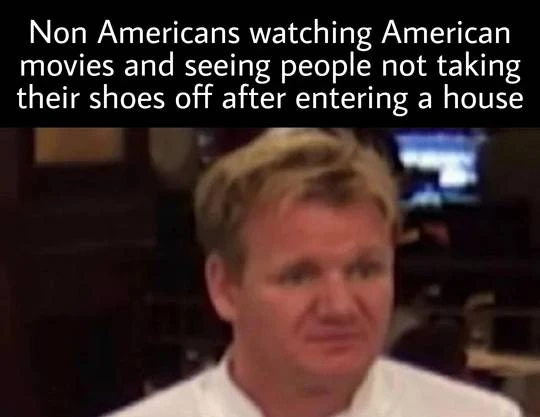 Non Americans watching American
movies and seeing people not taking
their shoes off after entering a house